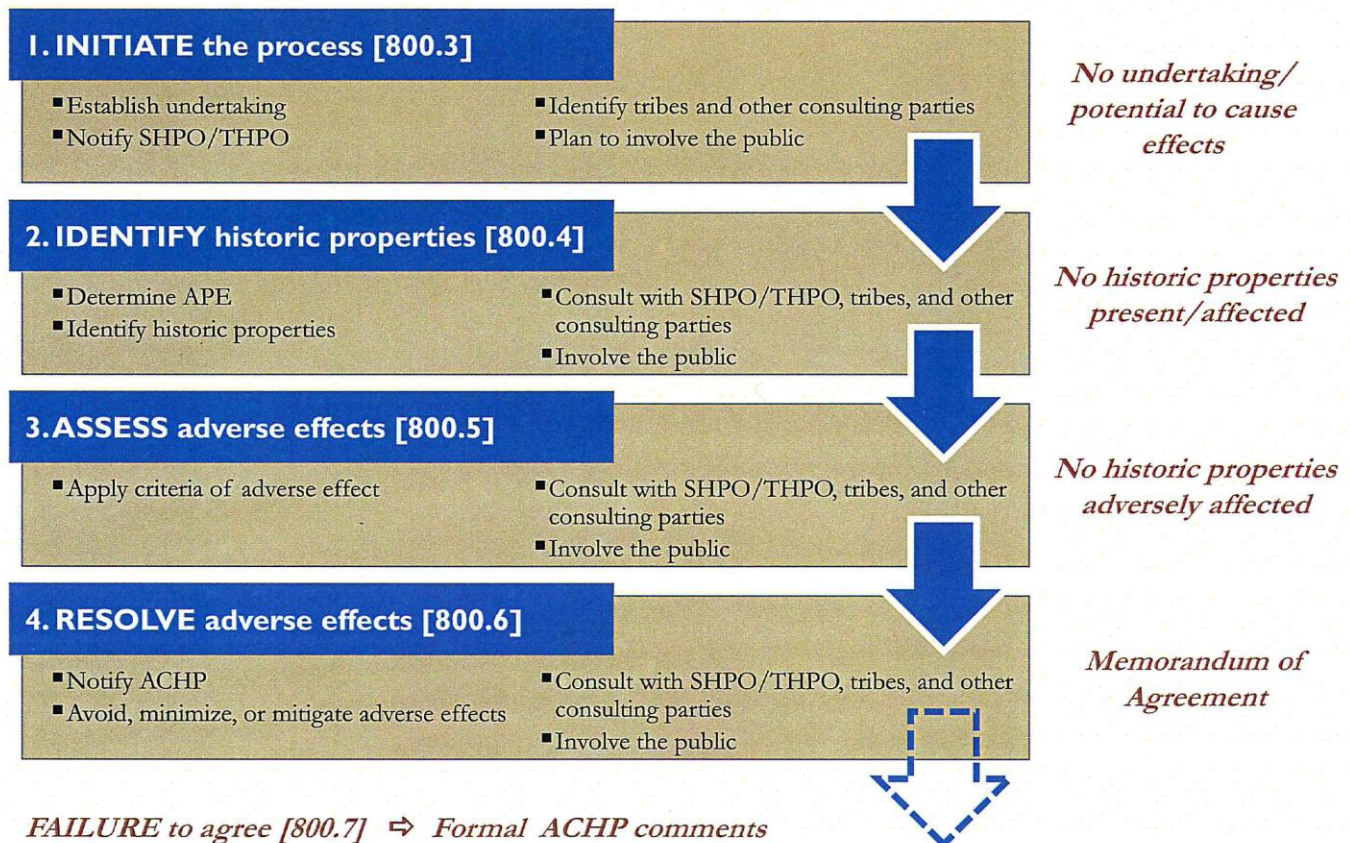 1. INITIATE the process [800.3]
▪Establish undertaking
▪Notify SHPO/THPO
▪Identify tribes and other consulting parties
▪Plan to involve the public
No undertaking/
potential to cause
effects
2. IDENTIFY historic properties [800.4]
▪Determine APE
▪Identify historic properties
▪Consult with SHPO/THPO, tribes, and other
consulting parties
▪Involve the public
No historic properties
present/affected
3. ASSESS adverse effects [800.5]
▪Apply criteria of adverse effect
▪Consult with SHPO/THPO, tribes, and other
consulting parties
▪Involve the public
No historic properties
adversely affected
4. RESOLVE adverse effects [800.6]
▪Notify ACHP
▪Avoid, minimize, or mitigate adverse effects
▪Consult with SHPO/THPO, tribes, and other
consulting parties
▪Involve the public
Memorandum of
Agreement
FAILURE to agree [800.7] ⇨ Formal ACHP comments